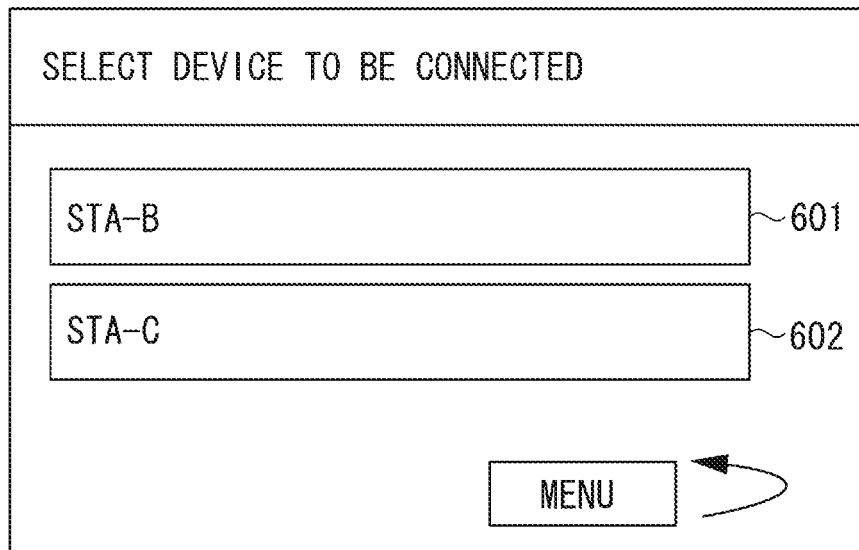 SELECT DEVICE TO BE CONNECTED
STA-B
601
STA-C
602
MENU